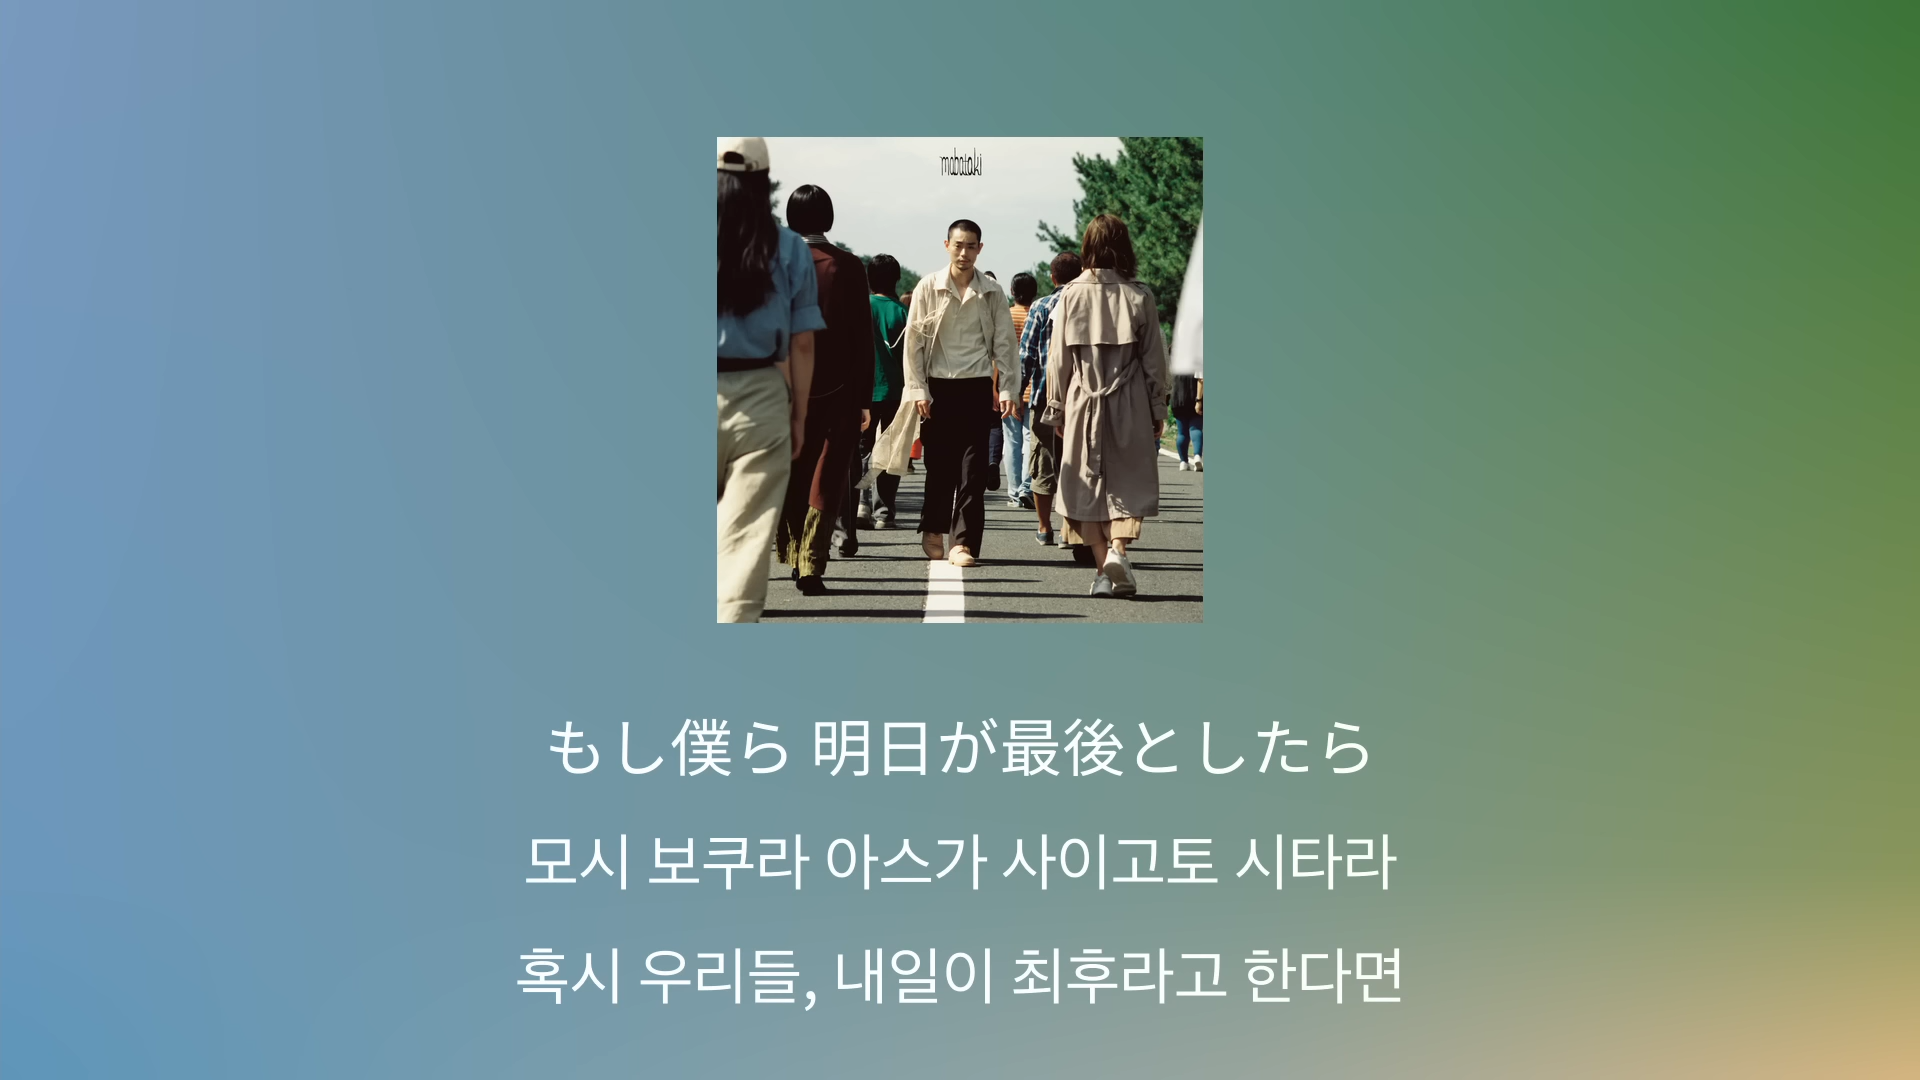 mabataki
もし僕ら 明日が最後としたら
모시 보쿠라 아스가 사이고토 시타라
혹시 우리들, 내일이 최후라고 한다면